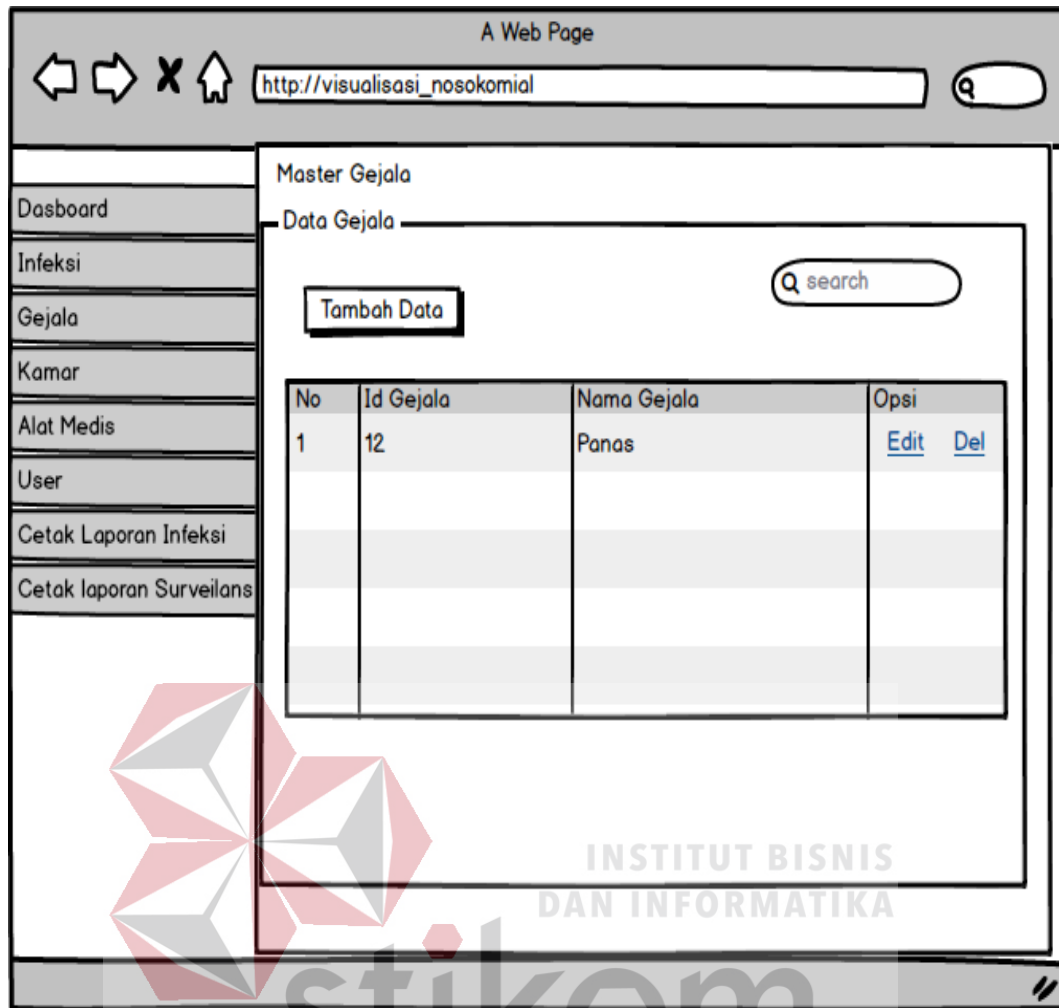 A Web Page
http://visualisasi_nosokomial
Dasboard
Infeksi
Gejala
Kamar
Alat Medis
User
Cetak Laporan Infeksi
Cetak laporan Surveilans
Master Gejala
Data Gejala
Tambah Data
search
No Id Gejala Nama Gejala Opsi
1 12 Panas Edit Del
INSTITUT BISNIS
DAN INFORMATIKA
stikom